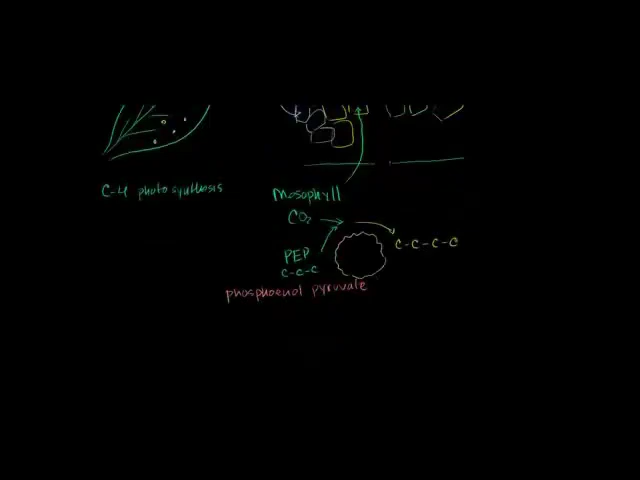 C-4 photosynthesis
Mesophyll
CO2
C-C-C-C
PEP
C-C-C
phosphoenol pyruvate